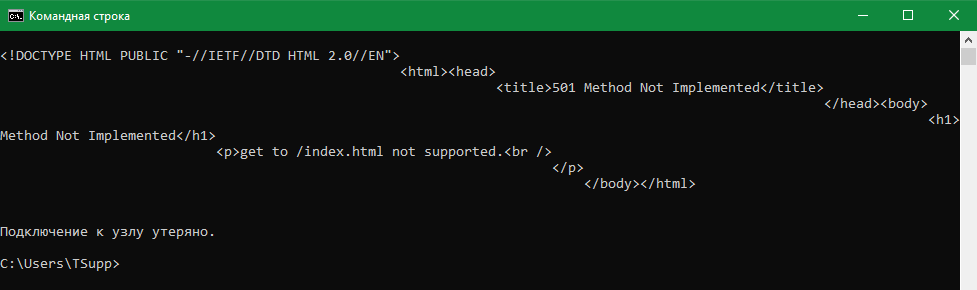 Командная строка
<!DOCTYPE HTML PUBLIC "-//IETF//DTD HTML 2.0//EN">
<html><head>
<title>501 Method Not Implemented</title>
</head><body>
<h1>
Method Not Implemented</h1>
<p>get to /index.html not supported.<br />
</p>
</body></html>
Подключение к узлу утеряно.
C:\Users\TSupp>